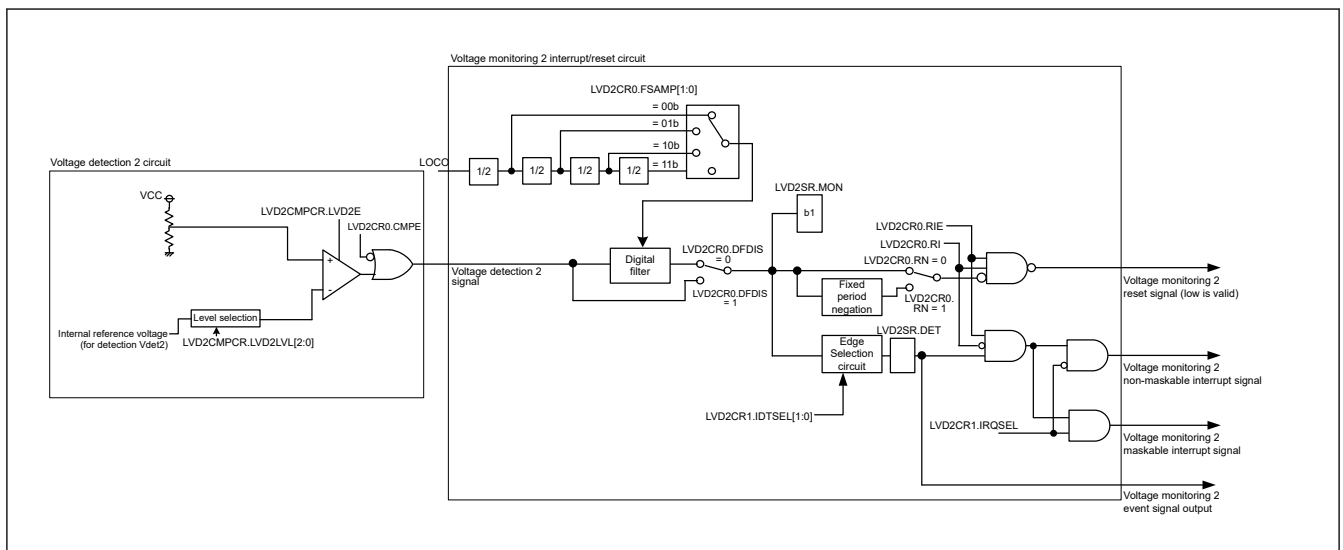 Voltage monitoring 2 interrupt/reset circuit
LVD2CR0.FSAMP[1:0]
= 00b
= 01b
= 10b
= 11b
LOCO
1/2
1/2
1/2
1/2
Voltage detection 2 circuit
VCC
LVD2CMPCR.LVD2E
LVD2CR0.CMPE
+
-
Level selection
Internal reference voltage
(for detection Vdet2)
LVD2CMPCR.LVD2LVL[2:0]
Voltage detection 2
signal
Digital
filter
LVD2CR0.DFDIS
= 0
LVD2CR0.DFDIS
= 1
LVD2SR.MON
b1
LVD2CR0.RIE
LVD2CR0.RI
LVD2CR0.RN = 0
LVD2CR0.
RN = 1
Fixed
period
negation
Voltage monitoring 2
reset signal (low is valid)
LVD2SR.DET
Edge
Selection
circuit
LVD2CR1.IDTSEL[1:0]
Voltage monitoring 2
non-maskable interrupt signal
LVD2CR1.IRQSEL
Voltage monitoring 2
maskable interrupt signal
Voltage monitoring 2
event signal output